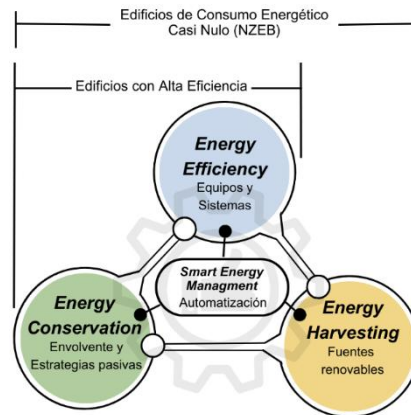 Edificios de Consumo Energético
Casi Nulo (NZEB)
Edificios con Alta Eficiencia
Energy
Efficiency
Equipos y
Sistemas
Smart Energy
Managment
Automatización
Energy
Conservation
Envolvente y
Estrategias pasivas
Energy
Harvesting
Fuentes
renovables